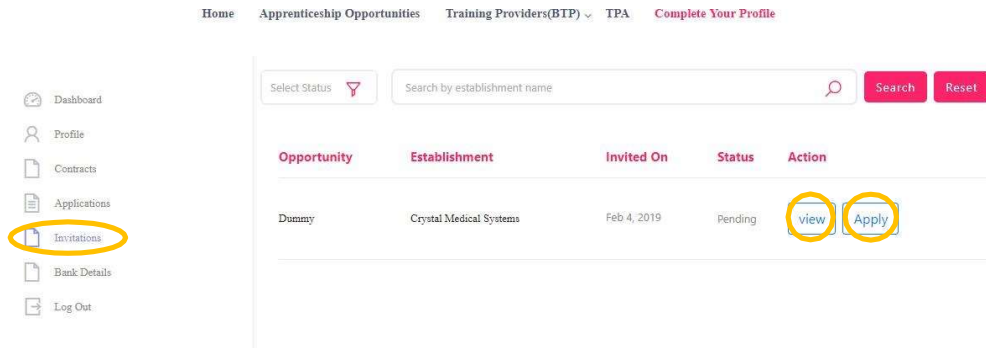 Home Apprenticeship Opportunities Training Providers(BTP) TPA Complete Your Profile
Select Status Search by establishment name Search Reset
Dashboard
Profile
Contracts
Applications
Invitations
Bank Details
Log Out
Opportunity Establishment Invited On Status Action
Dummy Crystal Medical Systems Feb 4, 2019 Pending view Apply